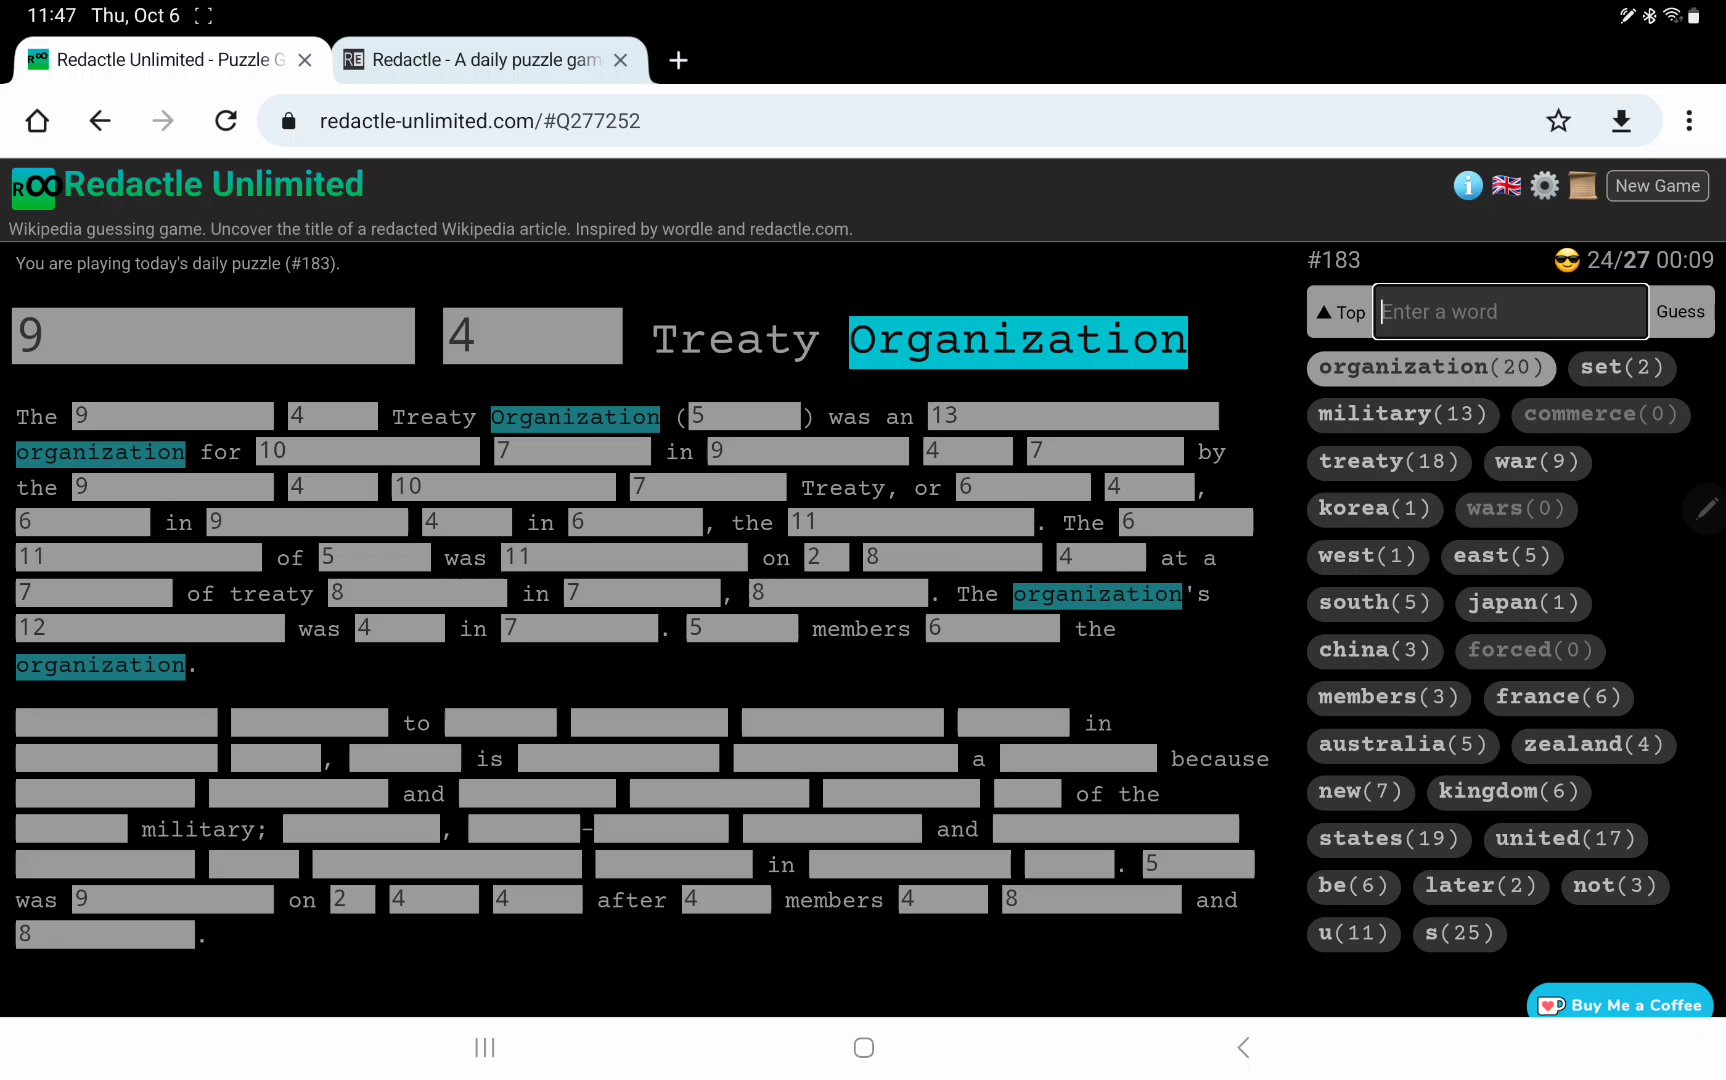 11:47 Thu, Oct 6
Redactle Unlimited - Puzzle G
Redactle - A daily puzzle gam
redactle-unlimited.com/#Q277252
Redactle Unlimited
New Game
Wikipedia guessing game. Uncover the title of a redacted Wikipedia article. Inspired by wordle and redactle.com.
You are playing today's daily puzzle (#183).
#183 24/27 00:09
▲ Top Enter a word Guess
9 4 Treaty Organization
The 9 4 Treaty Organization (5) was an 13
organization for 10 7 in 9 4 7 by
the 9 4 10 7 Treaty, or 6 4,
6 in 9 4 in 6, the 11. The 6
11 of 5 was 11 on 2 8 4 at a
7 of treaty 8 in 7, 8. The organization's
12 was 4 in 7. 5 members 6 the
organization.
to in
, is a because
and of the
military; , - and
in . 5
was 9 on 2 4 4 after 4 members 4 8 and
8.
organization(20) set(2)
military(13) commerce(0)
treaty(18) war(9)
korea(1) wars(0)
west(1) east(5)
south(5) japan(1)
china(3) forced(0)
members(3) france(6)
australia(5) zealand(4)
new(7) kingdom(6)
states(19) united(17)
be(6) later(2) not(3)
u(11) s(25)
Buy Me a Coffee